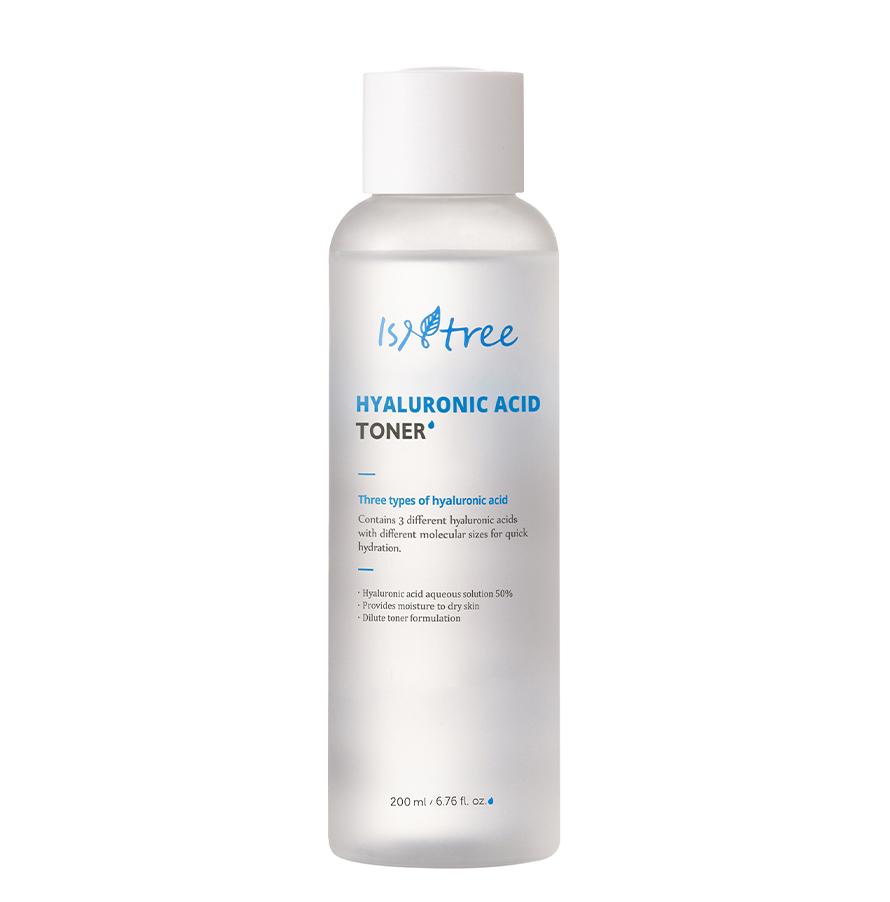 Isntree
HYALURONIC ACID
TONER
Three types of hyaluronic acid
Contains 3 different hyaluronic acids
with different molecular sizes for quick
hydration.
· Hyaluronic acid aqueous solution 50%
· Provides moisture to dry skin
· Dilute toner formulation
200 ml / 6.76 fl. oz.